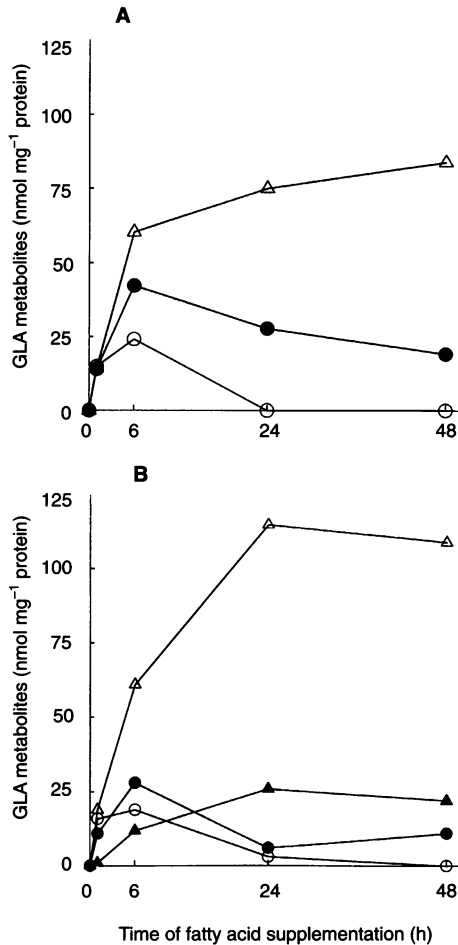 A
GLA metabolites (nmol mg⁻¹ protein)
125
100
75
50
25
0
0 6 24 48
B
GLA metabolites (nmol mg⁻¹ protein)
125
100
75
50
25
0
0 6 24 48
Time of fatty acid supplementation (h)